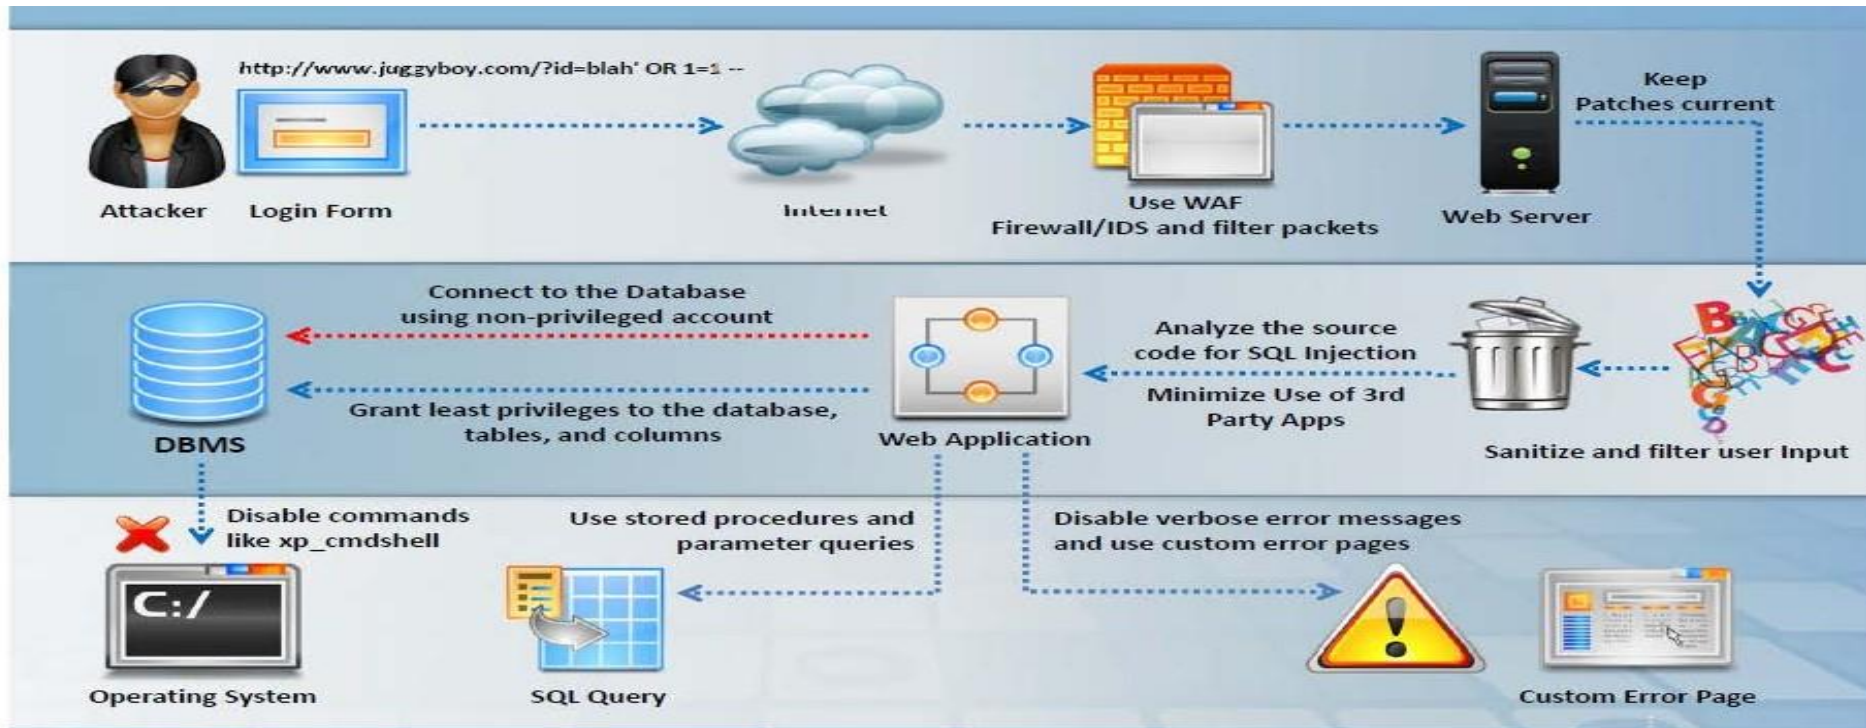 http://www.juggyboy.com/?id=blah' OR 1=1 --
Attacker
Login Form
Internet
Use WAF
Firewall/IDS and filter packets
Web Server
Keep
Patches current
Connect to the Database
using non-privileged account
Grant least privileges to the database,
tables, and columns
DBMS
Web Application
Analyze the source
code for SQL Injection
Minimize Use of 3rd
Party Apps
Sanitize and filter user Input
Disable commands
like xp_cmdshell
C:/
Operating System
Use stored procedures and
parameter queries
SQL Query
Disable verbose error messages
and use custom error pages
Custom Error Page